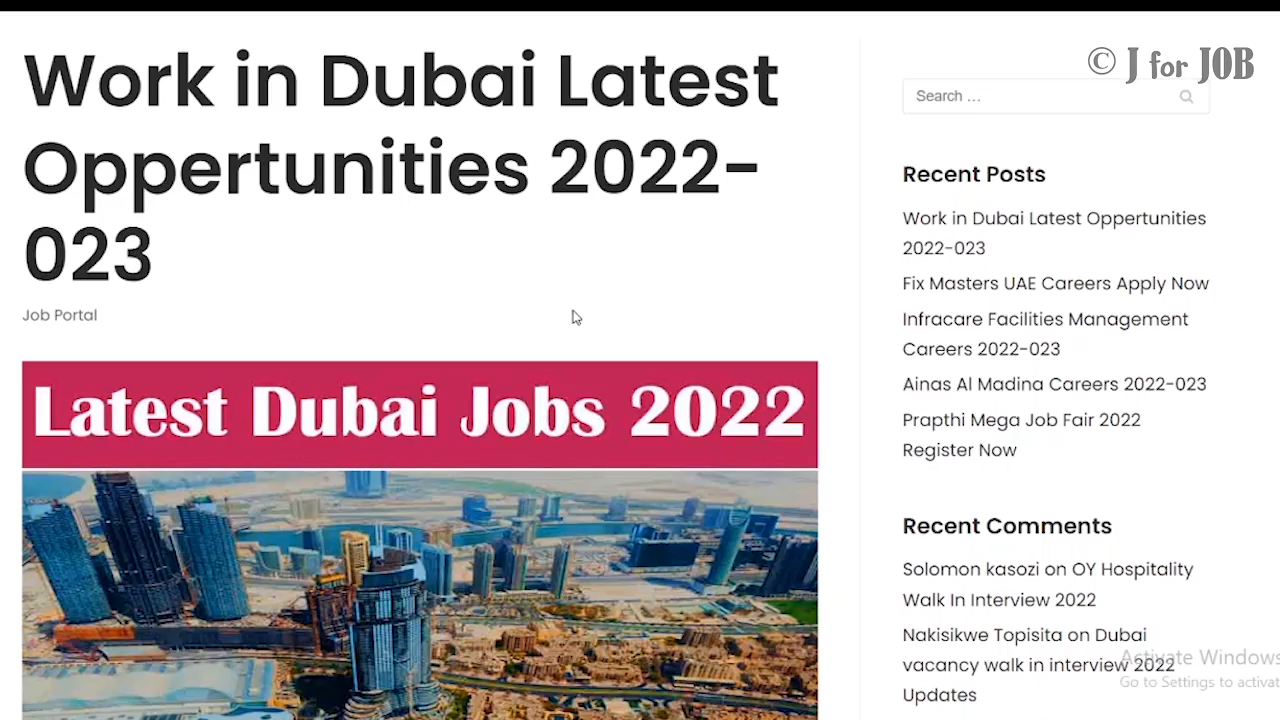 Work in Dubai Latest
Oppertunities 2022-
023
Job Portal
Latest Dubai Jobs 2022
© J for JOB
Search …
Recent Posts
Work in Dubai Latest Oppertunities
2022-023
Fix Masters UAE Careers Apply Now
Infracare Facilities Management
Careers 2022-023
Ainas Al Madina Careers 2022-023
Prapthi Mega Job Fair 2022
Register Now
Recent Comments
Solomon kasozi on OY Hospitality
Walk In Interview 2022
Nakisikwe Topisita on Dubai
vacancy walk in interview 2022
Updates
Activate Windows
Go to Settings to activat